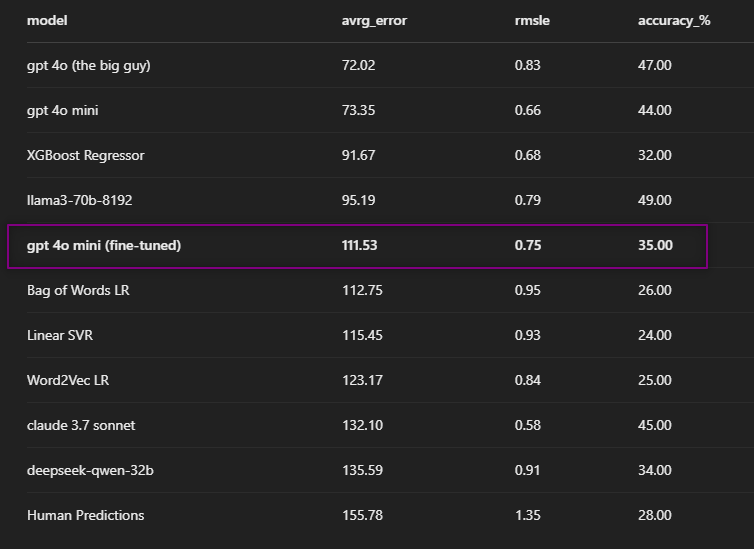 model avrg_error rmsle accuracy_%
gpt 4o (the big guy) 72.02 0.83 47.00
gpt 4o mini 73.35 0.66 44.00
XGBoost Regressor 91.67 0.68 32.00
llama3-70b-8192 95.19 0.79 49.00
gpt 4o mini (fine-tuned) 111.53 0.75 35.00
Bag of Words LR 112.75 0.95 26.00
Linear SVR 115.45 0.93 24.00
Word2Vec LR 123.17 0.84 25.00
claude 3.7 sonnet 132.10 0.58 45.00
deepseek-qwen-32b 135.59 0.91 34.00
Human Predictions 155.78 1.35 28.00